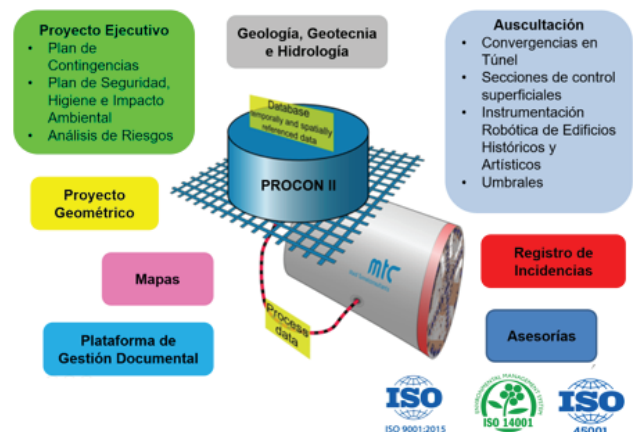 Proyecto Ejecutivo
• Plan de
Contingencias
• Plan de Seguridad,
Higiene e Impacto
Ambiental
• Análisis de Riesgos
Geología, Geotecnia
e Hidrología
Auscultación
• Convergencias en
Túnel
• Secciones de control
superficiales
• Instrumentación
Robótica de Edificios
Históricos y
Artísticos
• Umbrales
Database
temporally and spatially
referenced data
PROCON II
Proyecto
Geométrico
Mapas
Plataforma de
Gestión Documental
mtc
Process
data
Registro de
Incidencias
Asesorías
ISO
ISO 9001:2015
ENVIRONMENTAL MANAGEMENT SYSTEM
ISO 14001
ISO
45001